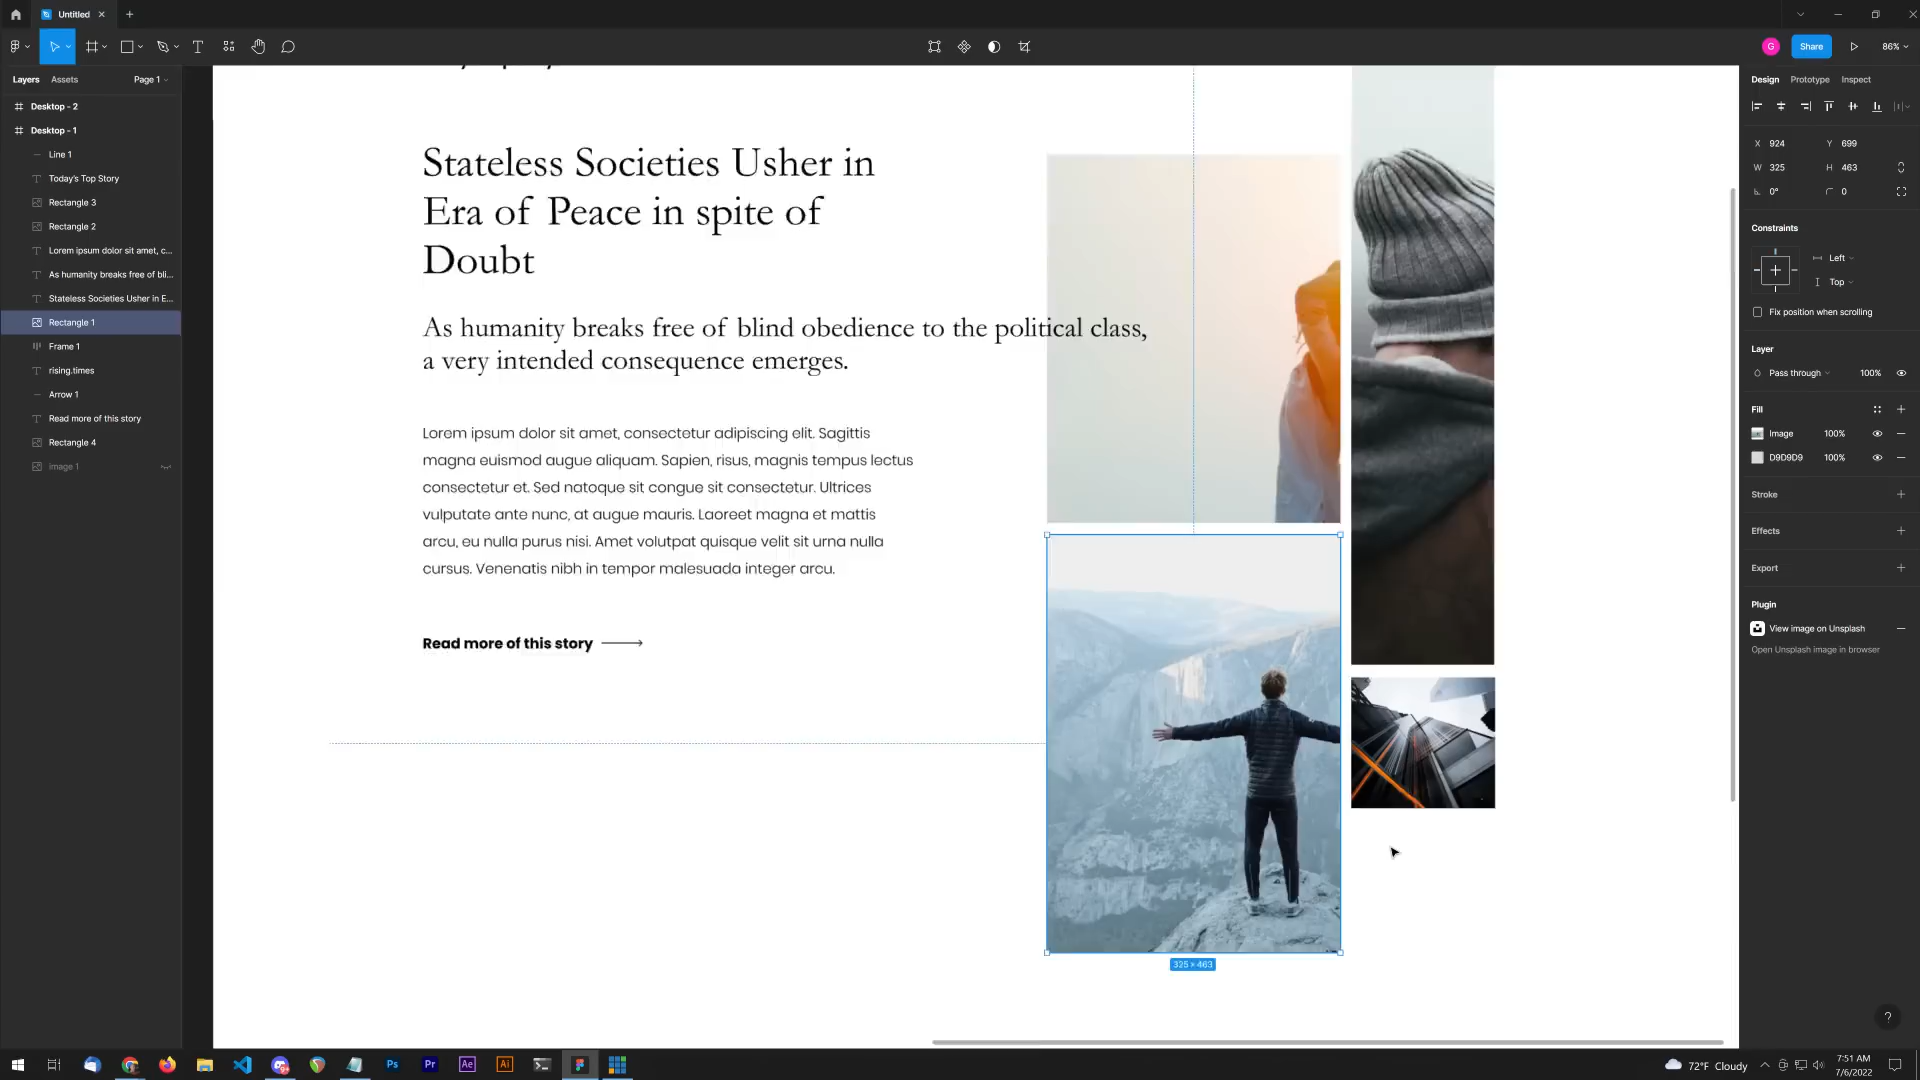 Untitled
G
Share
86%
Layers
Assets
Page 1
Design
Prototype
Inspect
Desktop - 2
Desktop - 1
Line 1
Today's Top Story
Rectangle 3
Rectangle 2
Lorem ipsum dolor sit amet, c...
As humanity breaks free of bli...
Stateless Societies Usher in E...
Rectangle 1
Frame 1
rising.times
Arrow 1
Read more of this story
Rectangle 4
image 1
Stateless Societies Usher in
Era of Peace in spite of
Doubt
As humanity breaks free of blind obedience to the political class,
a very intended consequence emerges.
Lorem ipsum dolor sit amet, consectetur adipiscing elit. Sagittis
magna euismod augue aliquam. Sapien, risus, magnis tempus lectus
consectetur et. Sed natoque sit congue sit consectetur. Ultrices
vulputate ante nunc, at augue mauris. Laoreet magna et mattis
arcu, eu nulla purus nisi. Amet volutpat quisque velit sit urna nulla
cursus. Venenatis nibh in tempor malesuada integer arcu.
Read more of this story
325 × 463
X 924 Y 699
W 325 H 463
0° 0
Constraints
Left
Top
Fix position when scrolling
Layer
Pass through 100%
Fill
Image 100%
D9D9D9 100%
Stroke
Effects
Export
Plugin
View image on Unsplash
Open Unsplash image in browser
?
Ps
Pr
Ae
Ai
72°F Cloudy
7:51 AM
7/6/2022